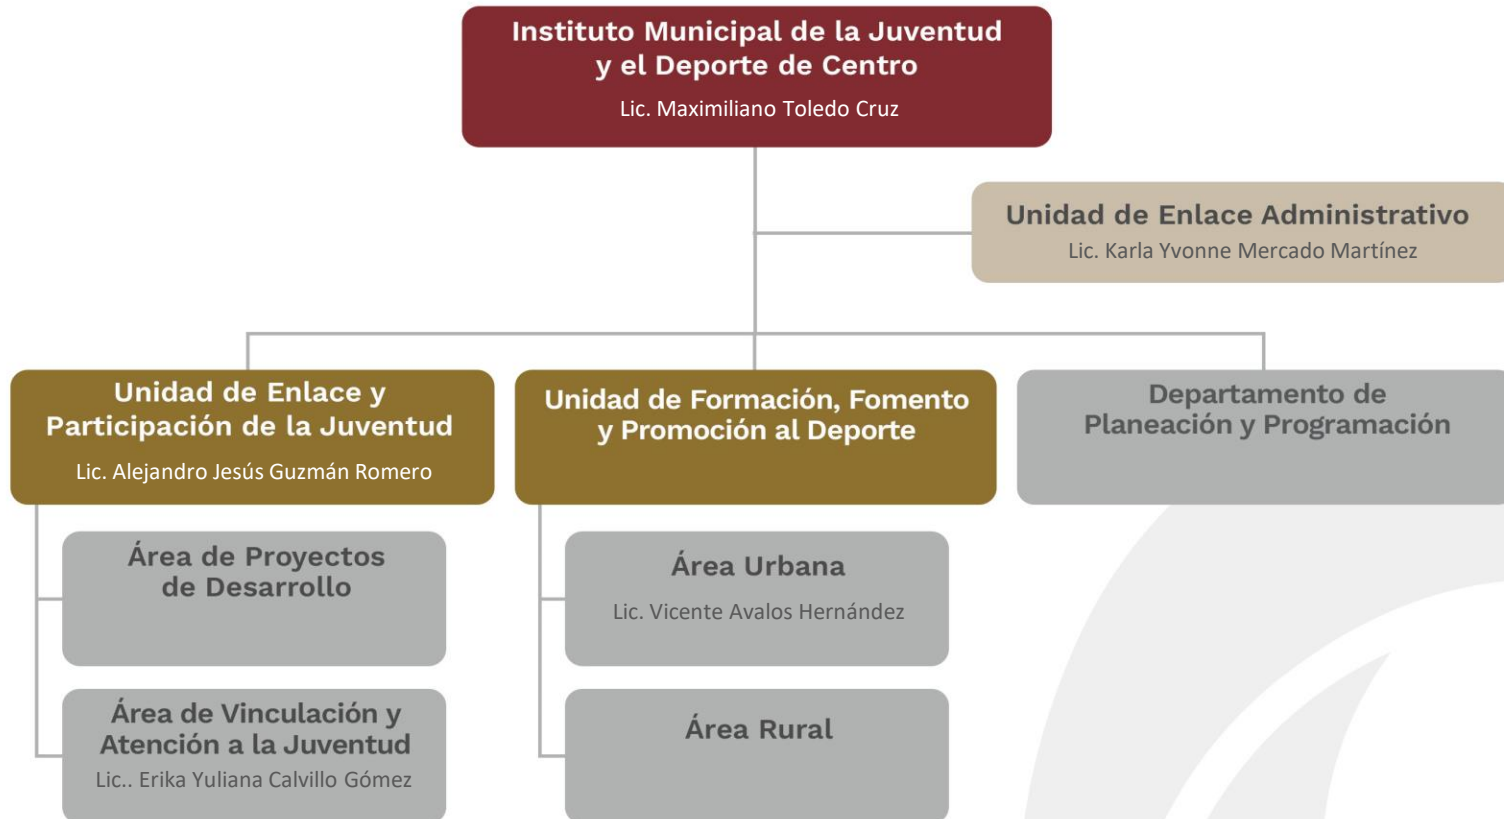 Instituto Municipal de la Juventud
y el Deporte de Centro
Lic. Maximiliano Toledo Cruz
Unidad de Enlace Administrativo
Lic. Karla Yvonne Mercado Martínez
Unidad de Enlace y
Participación de la Juventud
Lic. Alejandro Jesús Guzmán Romero
Unidad de Formación, Fomento
y Promoción al Deporte
Departamento de
Planeación y Programación
Área de Proyectos
de Desarrollo
Área de Vinculación y
Atención a la Juventud
Lic.. Erika Yuliana Calvillo Gómez
Área Urbana
Lic. Vicente Avalos Hernández
Área Rural